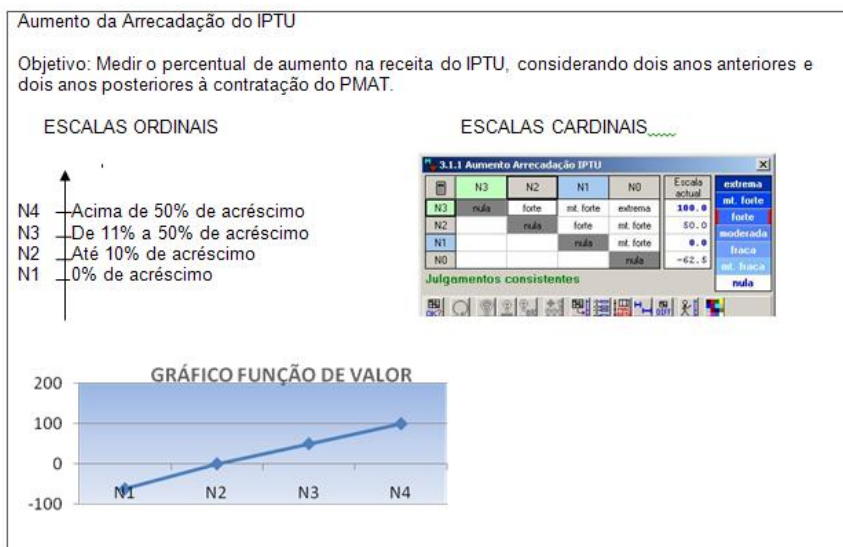 Aumento da Arrecadação do IPTU
Objetivo: Medir o percentual de aumento na receita do IPTU, considerando dois anos anteriores e
dois anos posteriores à contratação do PMAT.
ESCALAS ORDINAIS
N4 Acima de 50% de acréscimo
N3 De 11% a 50% de acréscimo
N2 Até 10% de acréscimo
N1 0% de acréscimo
ESCALAS CARDINAIS
3.1.1 Aumento Arrecadação IPTU
N3 N2 N1 N0 Escala
actual
N3 nula forte mt. forte extrema 100.0
N2 nula forte mt. forte 50.0
N1 nula mt. forte 0.0
N0 nula -62.5
Julgamentos consistentes
extrema
mt. forte
forte
moderada
fraca
mt. fraca
nula
GRÁFICO FUNÇÃO DE VALOR
200
100
0
-100
N1 N2 N3 N4